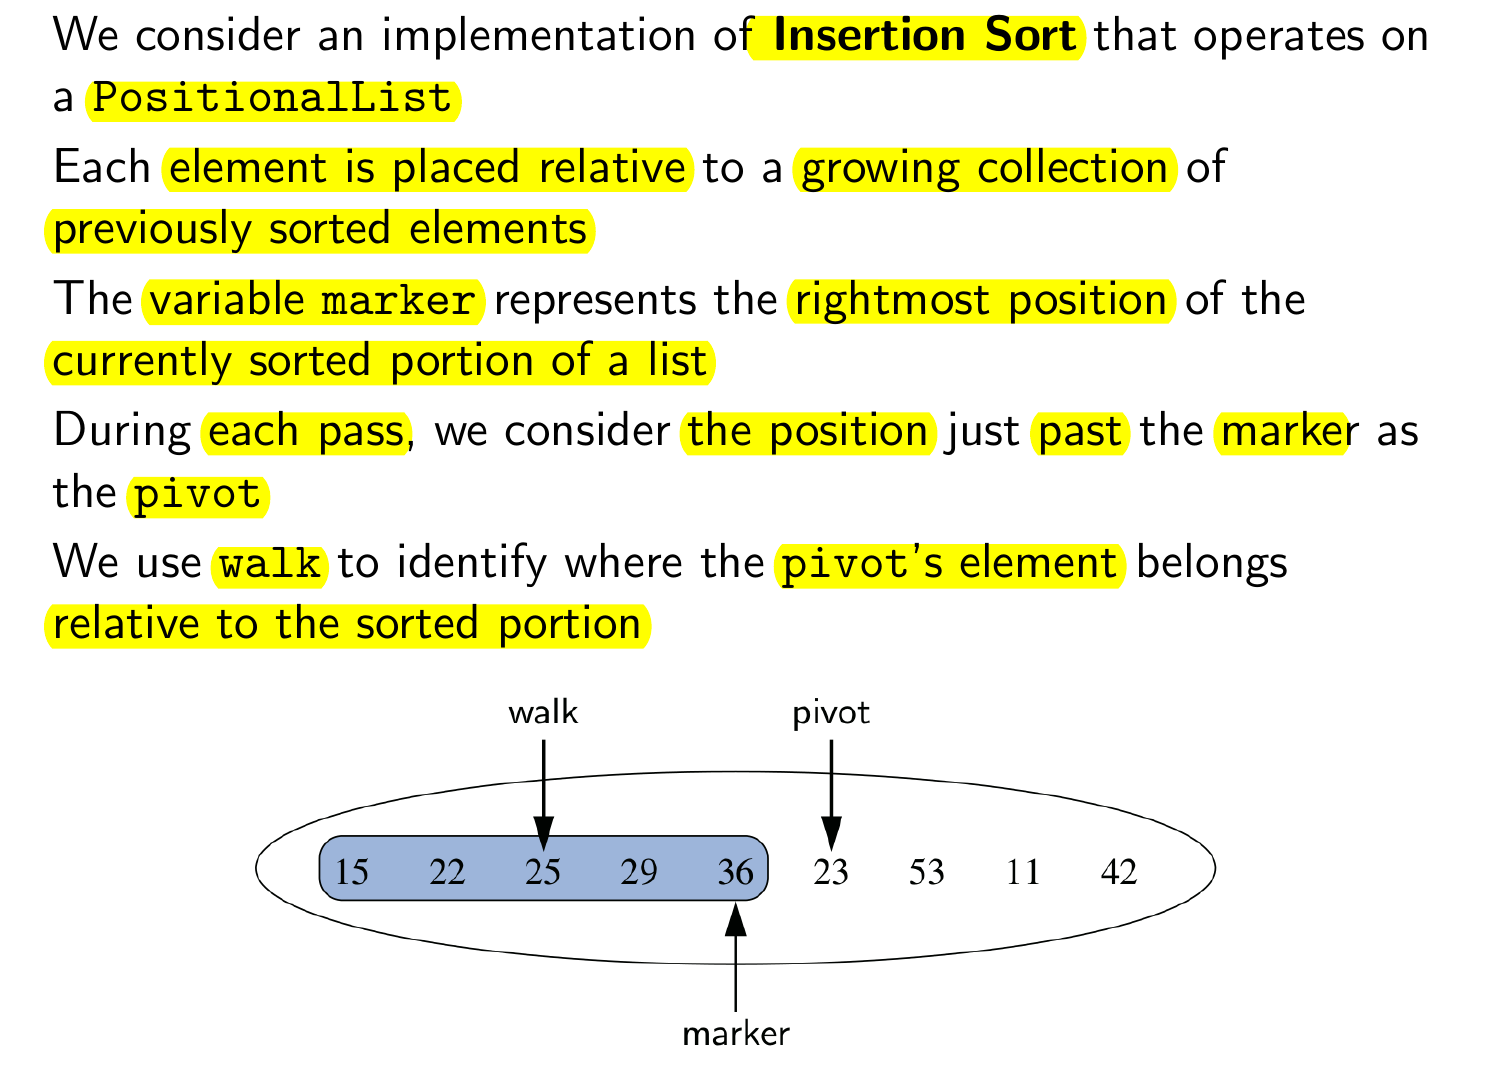 We consider an implementation of Insertion Sort that operates on
a PositionalList
Each element is placed relative to a growing collection of
previously sorted elements
The variable marker represents the rightmost position of the
currently sorted portion of a list
During each pass, we consider the position just past the marker as
the pivot
We use walk to identify where the pivot's element belongs
relative to the sorted portion
walk pivot
15 22 25 29 36 23 53 11 42
marker